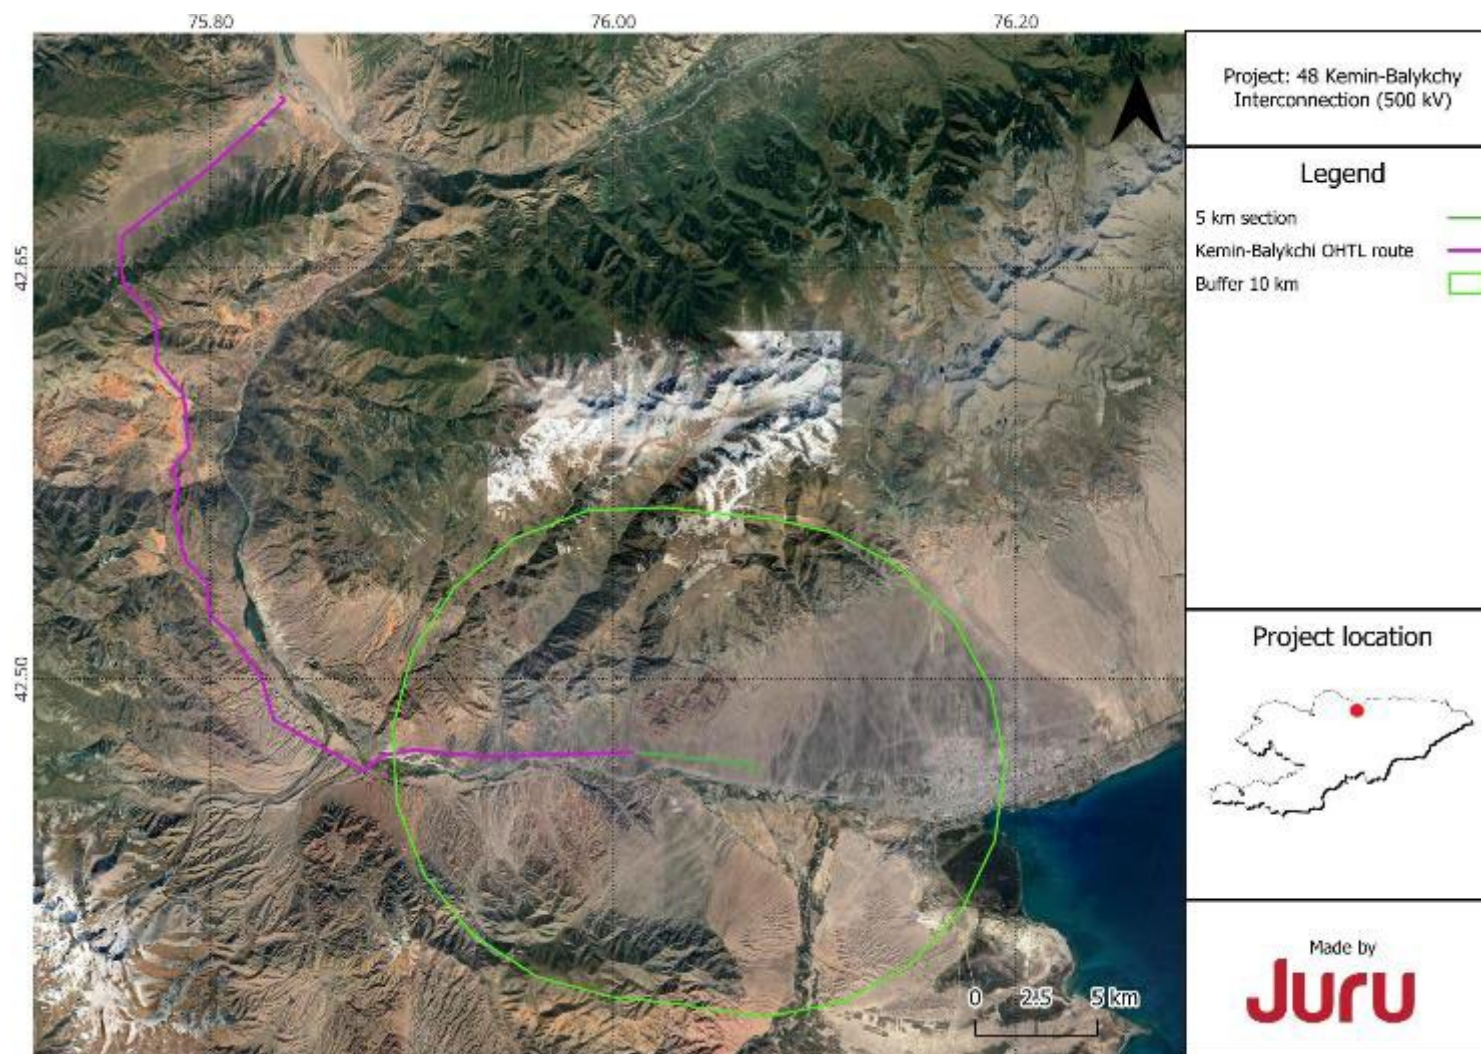 75.80 76.00 76.20
42.65
42.50
N
0 2.5 5 km
Project: 48 Kemin-Balykchy
Interconnection (500 kV)
Legend
5 km section
Kemin-Balykchi OHTL route
Buffer 10 km
Project location
Made by
Juru